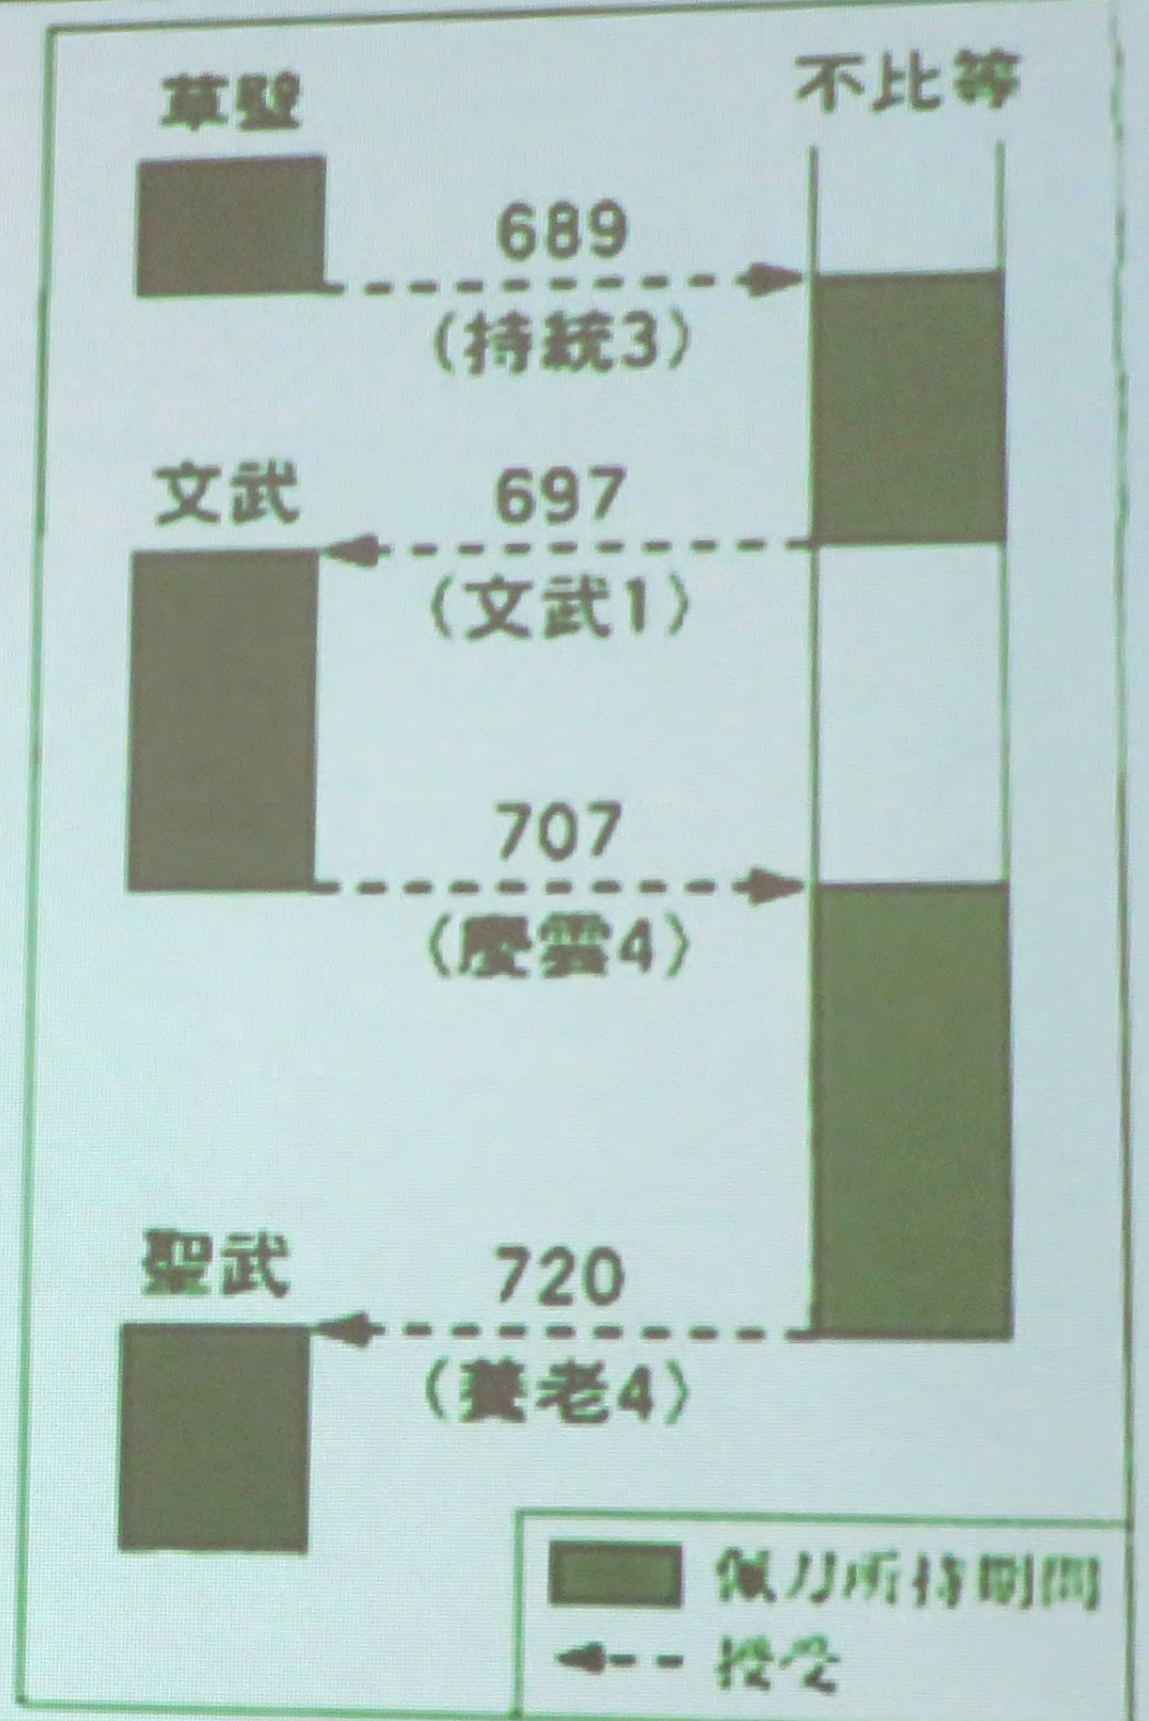 草壁
不比等
689
(持統3)
文武
697
(文武1)
707
(慶雲4)
聖武
720
(養老4)
佩刀所持期間
授受